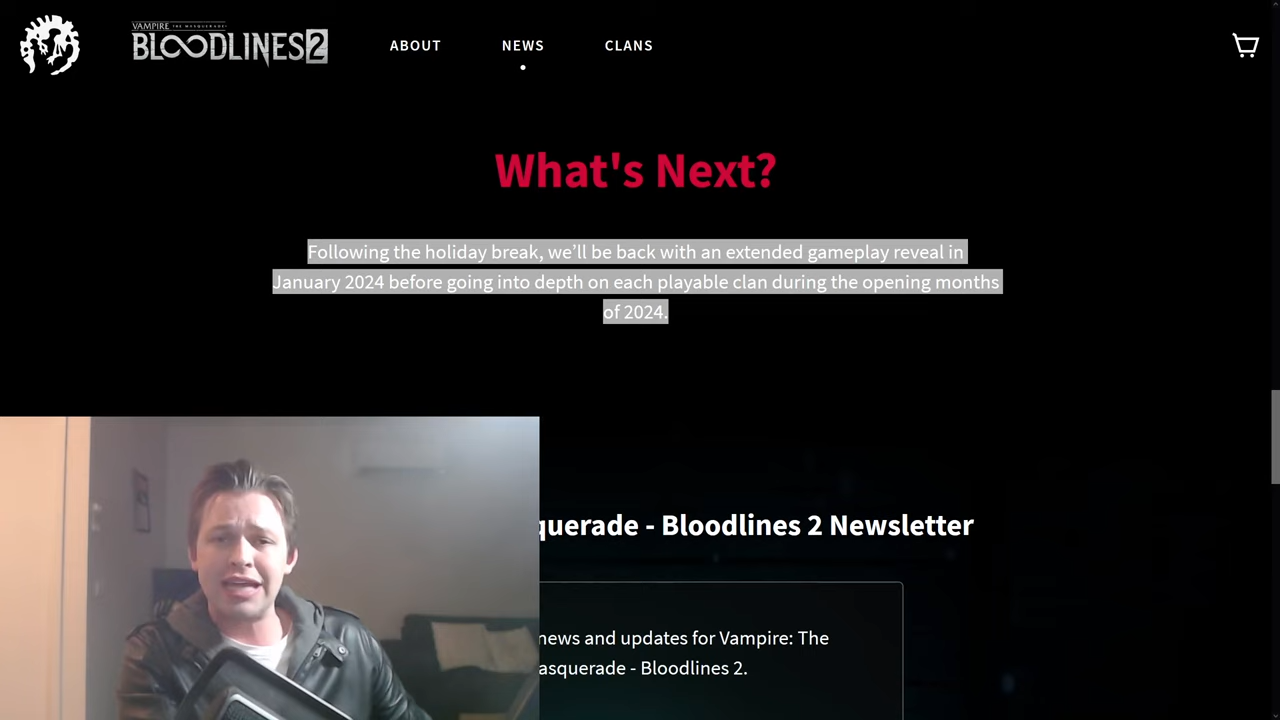 VAMPIRE THE MASQUERADE
BLOODLINES 2
ABOUT
NEWS
CLANS
What's Next?
Following the holiday break, we’ll be back with an extended gameplay reveal in
January 2024 before going into depth on each playable clan during the opening months
of 2024.
querade - Bloodlines 2 Newsletter
news and updates for Vampire: The
asquerade - Bloodlines 2.